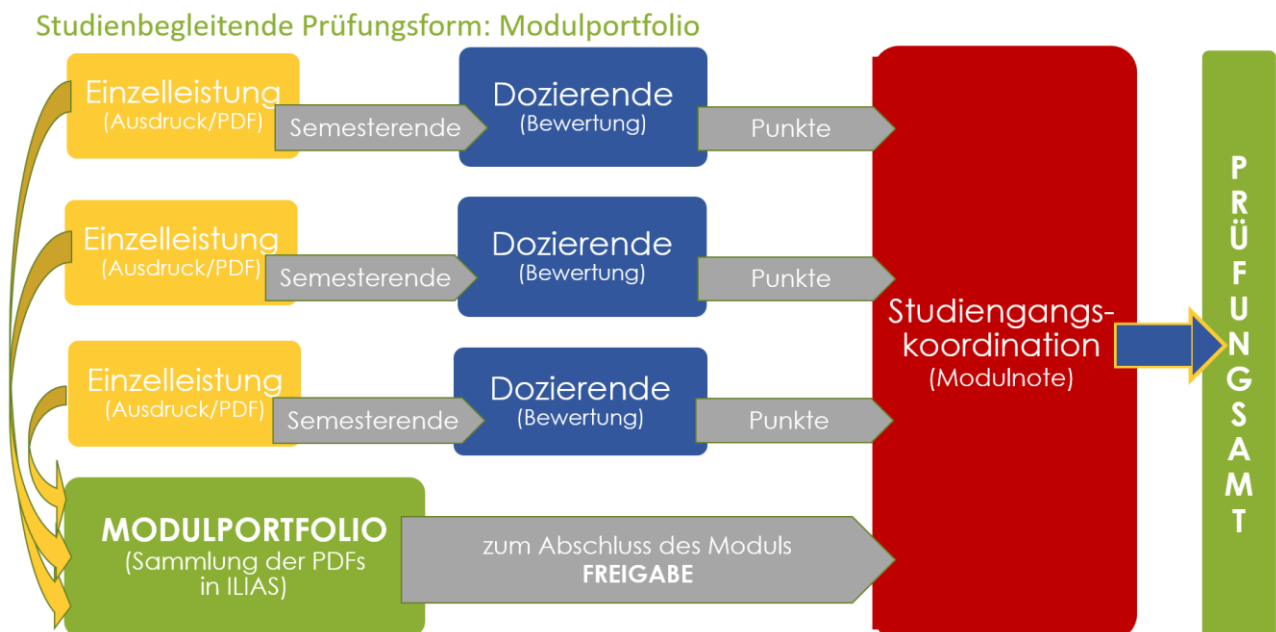 Studienbegleitende Prüfungsform: Modulportfolio
Einzelleistung
(Ausdruck/PDF)
Semesterende
Dozierende
(Bewertung)
Punkte
Einzelleistung
(Ausdruck/PDF)
Semesterende
Dozierende
(Bewertung)
Punkte
Einzelleistung
(Ausdruck/PDF)
Semesterende
Dozierende
(Bewertung)
Punkte
MODULPORTFOLIO
(Sammlung der PDFs
in ILIAS)
zum Abschluss des Moduls
FREIGABE
Studiengangs-
koordination
(Modulnote)
PRÜFUNGSAMT